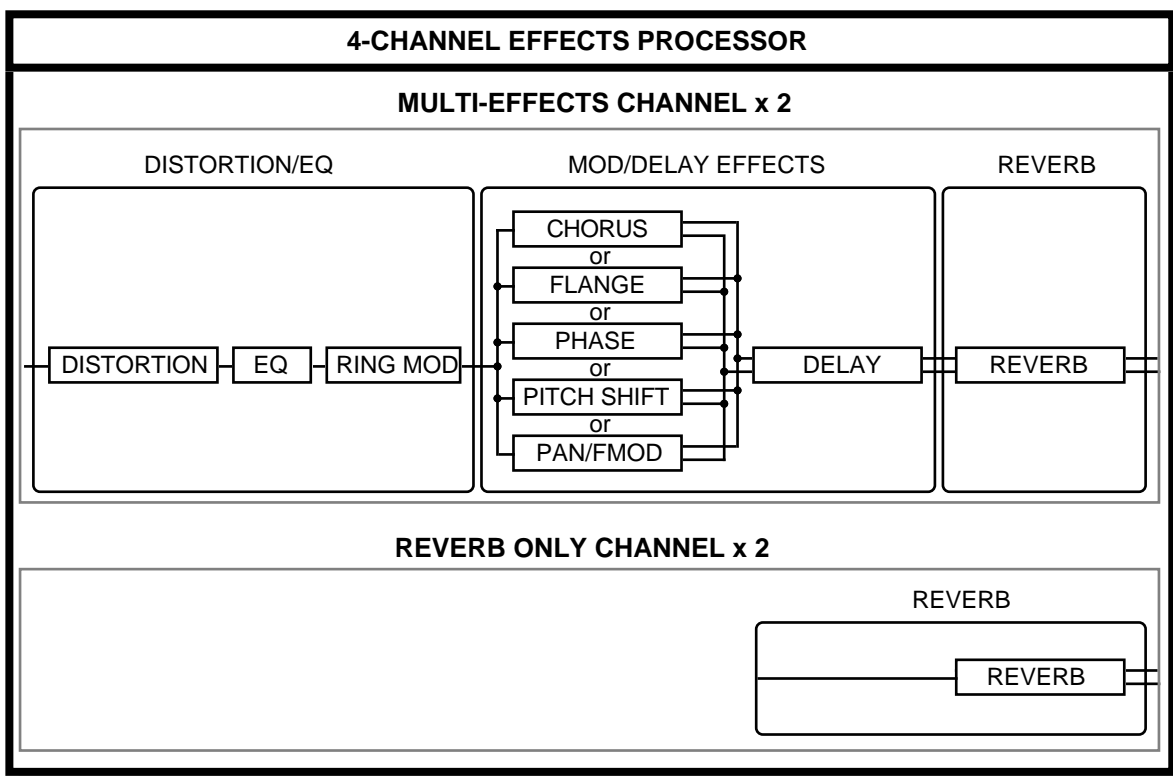 4-CHANNEL EFFECTS PROCESSOR
MULTI-EFFECTS CHANNEL x 2
DISTORTION/EQ
MOD/DELAY EFFECTS
REVERB
CHORUS
or
FLANGE
or
PHASE
DISTORTION
EQ
RING MOD
or
DELAY
REVERB
PITCH SHIFT
or
PAN/FMOD
REVERB ONLY CHANNEL x 2
REVERB
REVERB